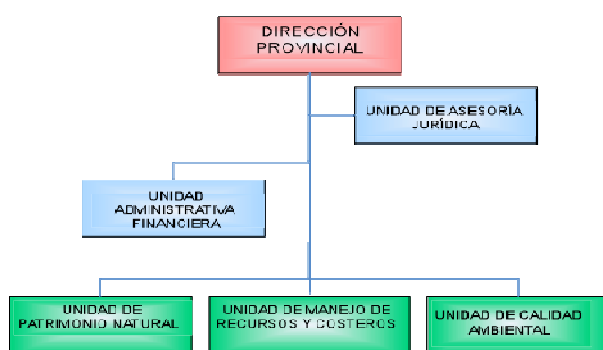 DIRECCIÓN
PROVINCIAL
UNIDAD DE ASESORÍA
JURÍDICA
UNIDAD
ADMINISTRATIVA
FINANCIERA
UNIDAD DE
PATRIMONIO NATURAL
UNIDAD DE MANEJO DE
RECURSOS Y COSTEROS
UNIDAD DE CALIDAD
AMBIENTAL